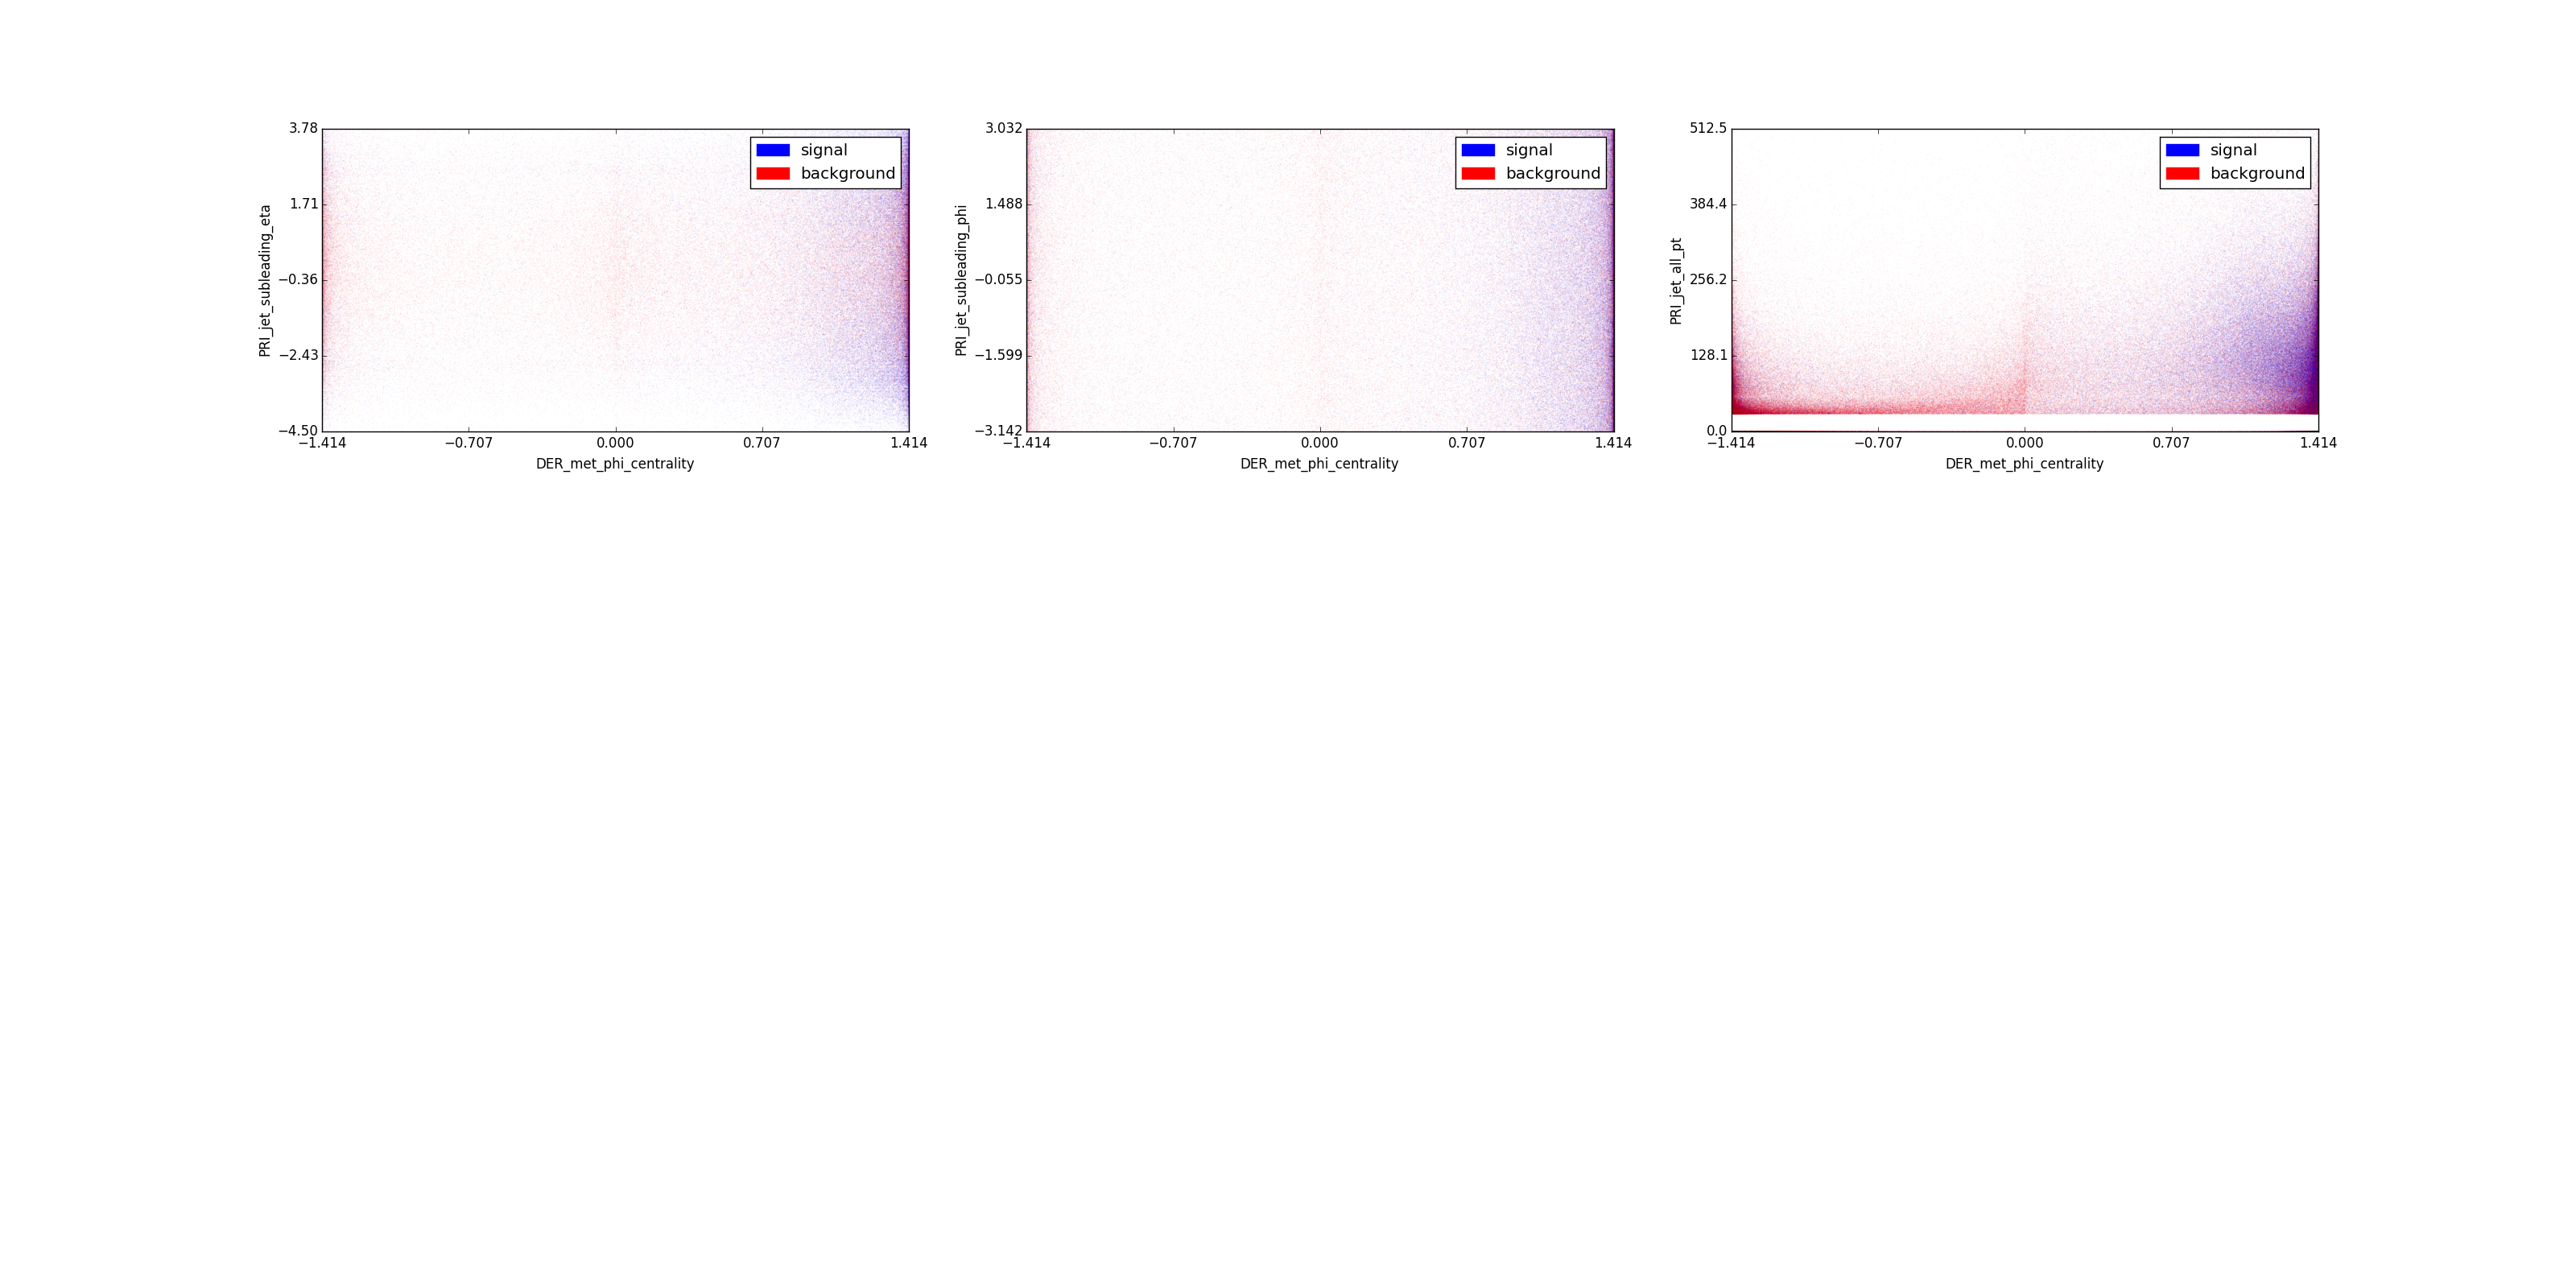 3.78
1.71
−0.36
−2.43
−4.50
PRI_jet_subleading_eta
−1.414 −0.707 0.000 0.707 1.414
DER_met_phi_centrality
signal
background
3.032
1.488
−0.055
−1.599
−3.142
PRI_jet_subleading_phi
−1.414 −0.707 0.000 0.707 1.414
DER_met_phi_centrality
signal
background
512.5
384.4
256.2
128.1
0.0
PRI_jet_all_pt
−1.414 −0.707 0.000 0.707 1.414
DER_met_phi_centrality
signal
background